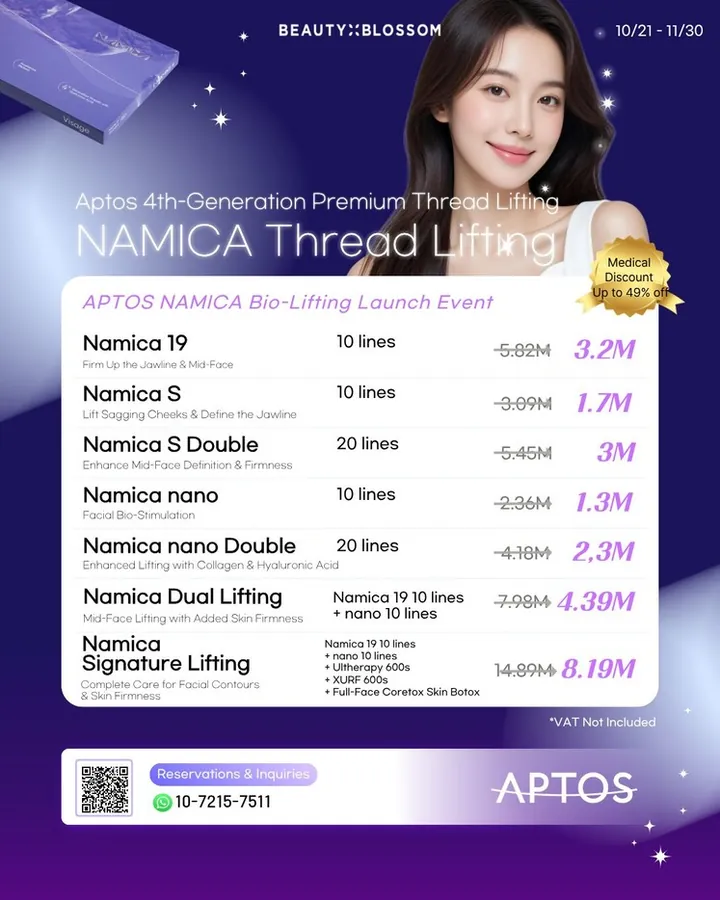 BEAUTY BLOSSOM
10/21 - 11/30
NAMICA
Visage
Aptos 4th-Generation Premium Thread Lifting
NAMICA Thread Lifting
Medical
Discount
Up to 49% off
APTOS NAMICA Bio-Lifting Launch Event
Namica 19
10 lines
5.82M
3.2M
Firm Up the Jawline & Mid-Face
Namica S
10 lines
3.09M
1.7M
Lift Sagging Cheeks & Define the Jawline
Namica S Double
20 lines
5.45M
3M
Enhance Mid-Face Definition & Firmness
Namica nano
10 lines
2.36M
1.3M
Facial Bio-Stimulation
Namica nano Double
20 lines
4.18M
2,3M
Enhanced Lifting with Collagen & Hyaluronic Acid
Namica Dual Lifting
Namica 19 10 lines
+ nano 10 lines
7.98M
4.39M
Mid-Face Lifting with Added Skin Firmness
Namica
Signature Lifting
Namica 19 10 lines
+ nano 10 lines
+ Ultherapy 600s
+ XURF 600s
+ Full-Face Coretox Skin Botox
14.89M
8.19M
Complete Care for Facial Contours
& Skin Firmness
*VAT Not Included
Reservations & Inquiries
10-7215-7511
APTOS